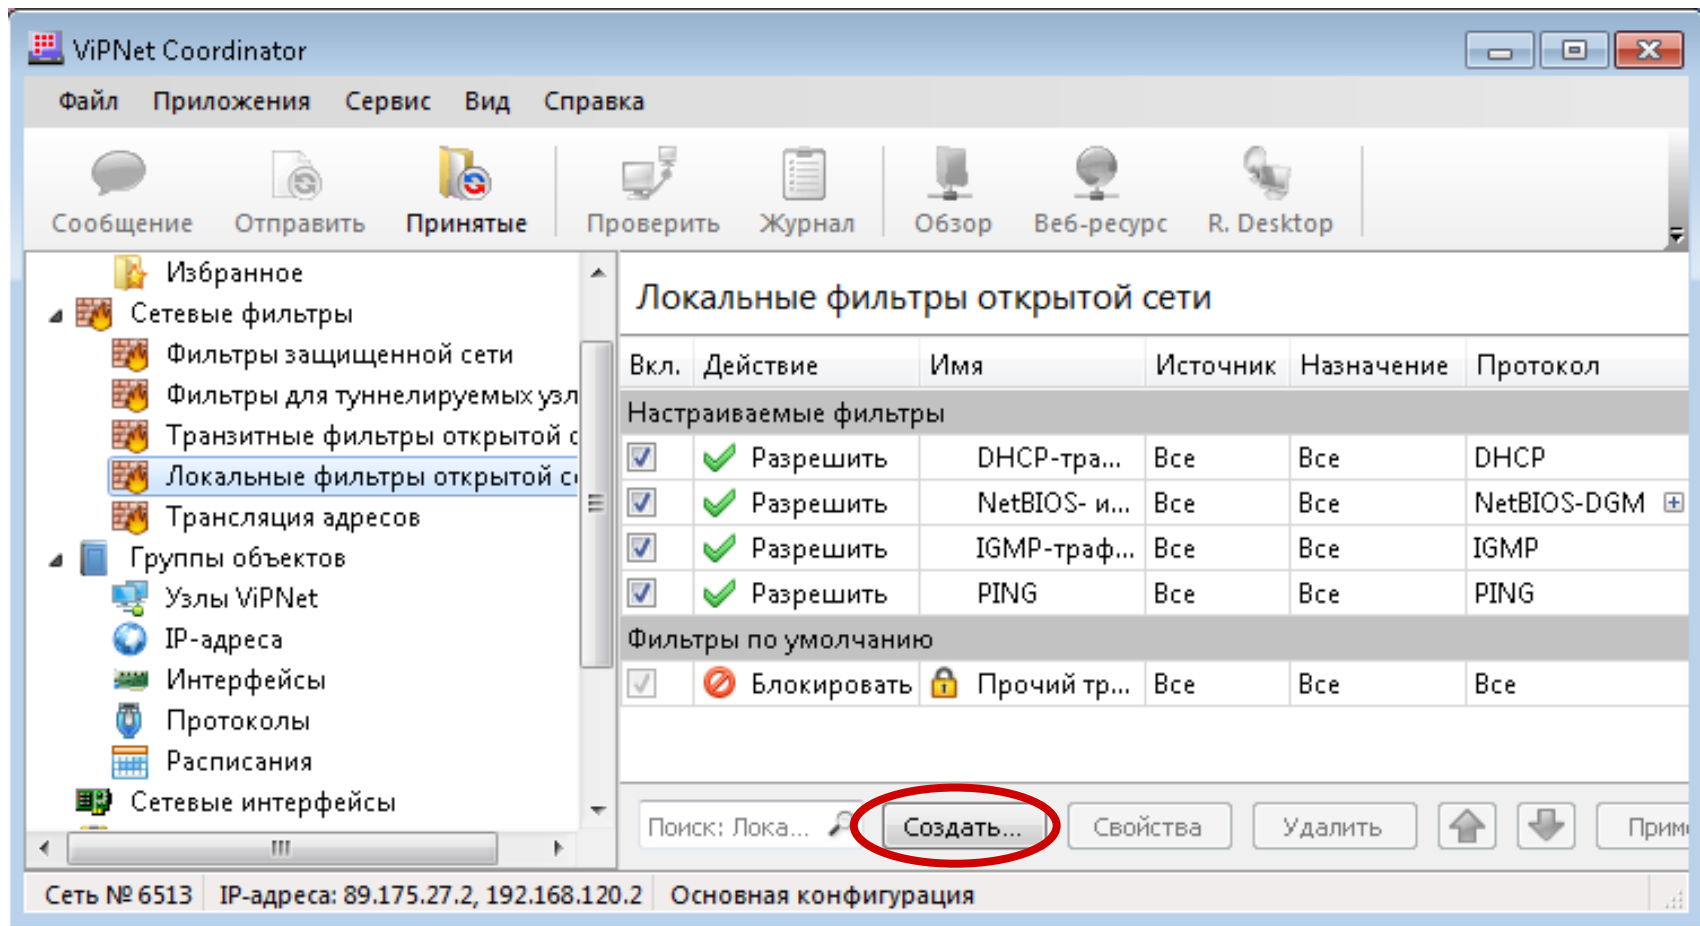 ViPNet Coordinator
Файл Приложения Сервис Вид Справка
Сообщение Отправить Принятые Проверить Журнал Обзор Веб-ресурс R. Desktop
Избранное
Сетевые фильтры
Фильтры защищенной сети
Фильтры для туннелируемых узл
Транзитные фильтры открытой с
Локальные фильтры открытой с
Трансляция адресов
Группы объектов
Узлы ViPNet
IP-адреса
Интерфейсы
Протоколы
Расписания
Сетевые интерфейсы
Локальные фильтры открытой сети
Вкл. Действие Имя Источник Назначение Протокол
Настраиваемые фильтры
Разрешить DHCP-тра... Все Все DHCP
Разрешить NetBIOS- и... Все Все NetBIOS-DGM
Разрешить IGMP-траф... Все Все IGMP
Разрешить PING Все Все PING
Фильтры по умолчанию
Блокировать Прочий тр... Все Все Все
Поиск: Лока... Создать... Свойства Удалить Прим
Сеть № 6513 IP-адреса: 89.175.27.2, 192.168.120.2 Основная конфигурация